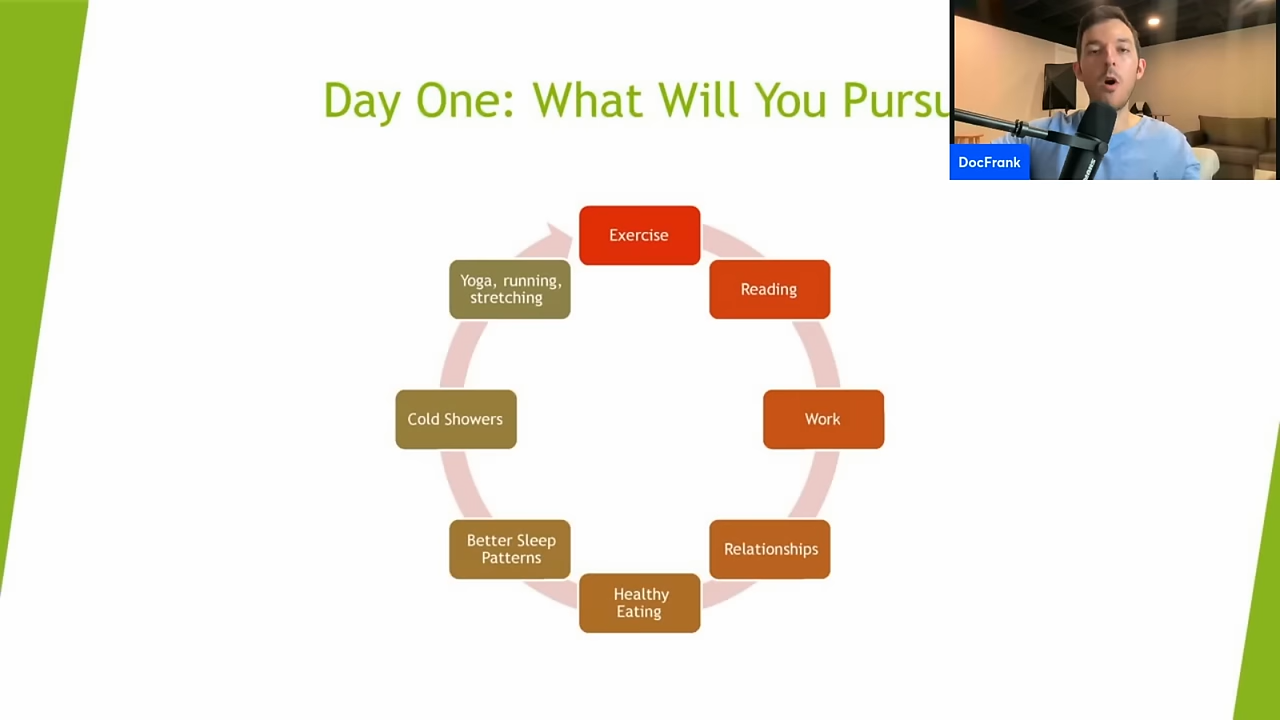 Day One: What Will You Pursu
DocFrank
Exercise
Reading
Work
Relationships
Healthy
Eating
Better Sleep
Patterns
Cold Showers
Yoga, running,
stretching